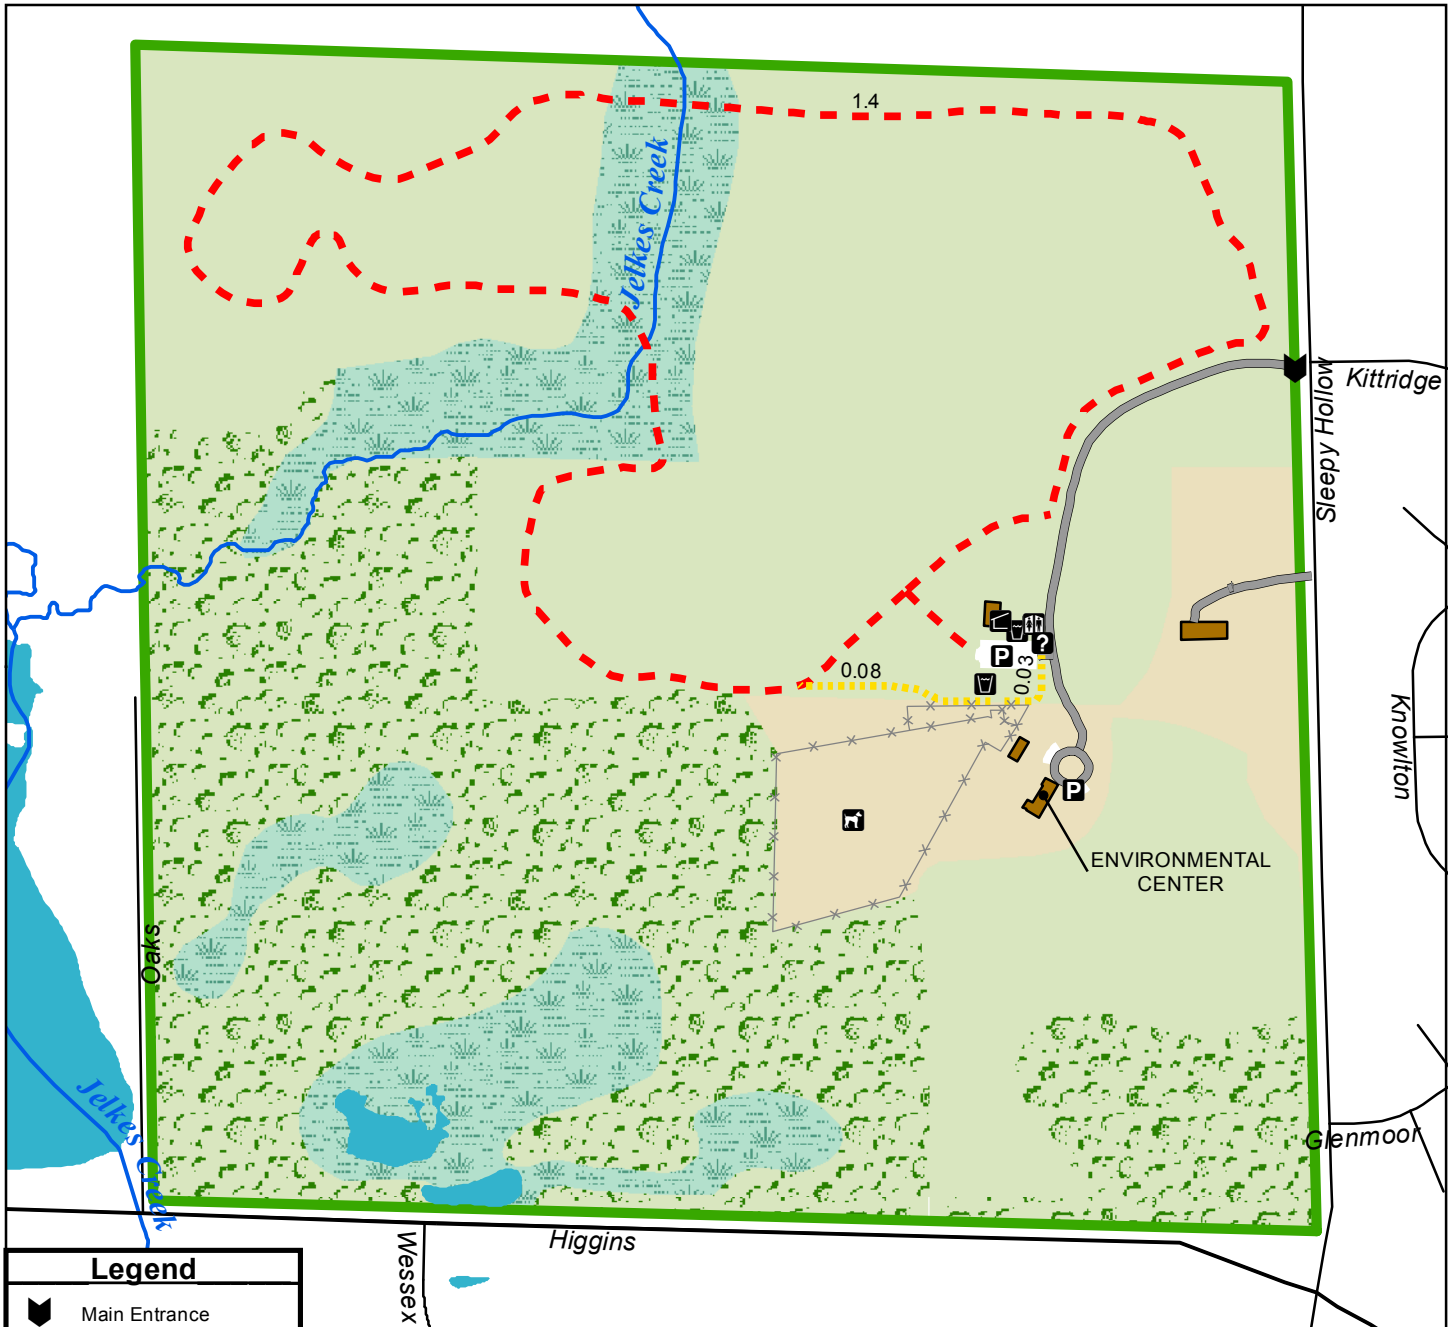 1.4
Jelkes Creek
Kittridge
Sleepy Hollow
?
P
0.08
0.03
Knowlton
P
ENVIRONMENTAL
CENTER
Oaks
Jelkes Creek
Glenmoor
Higgins
Wessex
Legend
Main Entrance